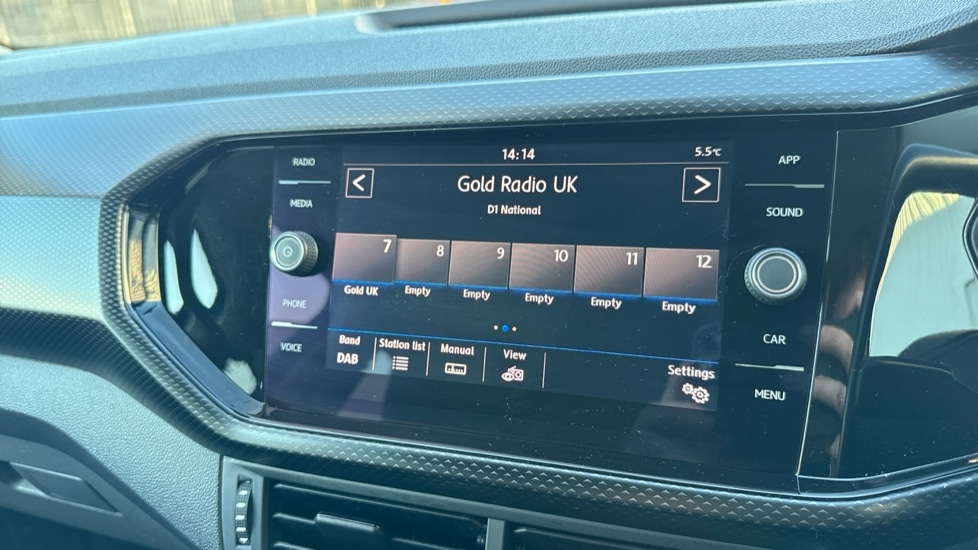 RADIO
MEDIA
PHONE
VOICE
14:14
5.5°C
Gold Radio UK
D1 National
7 8 9 10 11 12
Gold UK Empty Empty Empty Empty Empty
Band Station list Manual View Settings
DAB
APP
SOUND
CAR
MENU